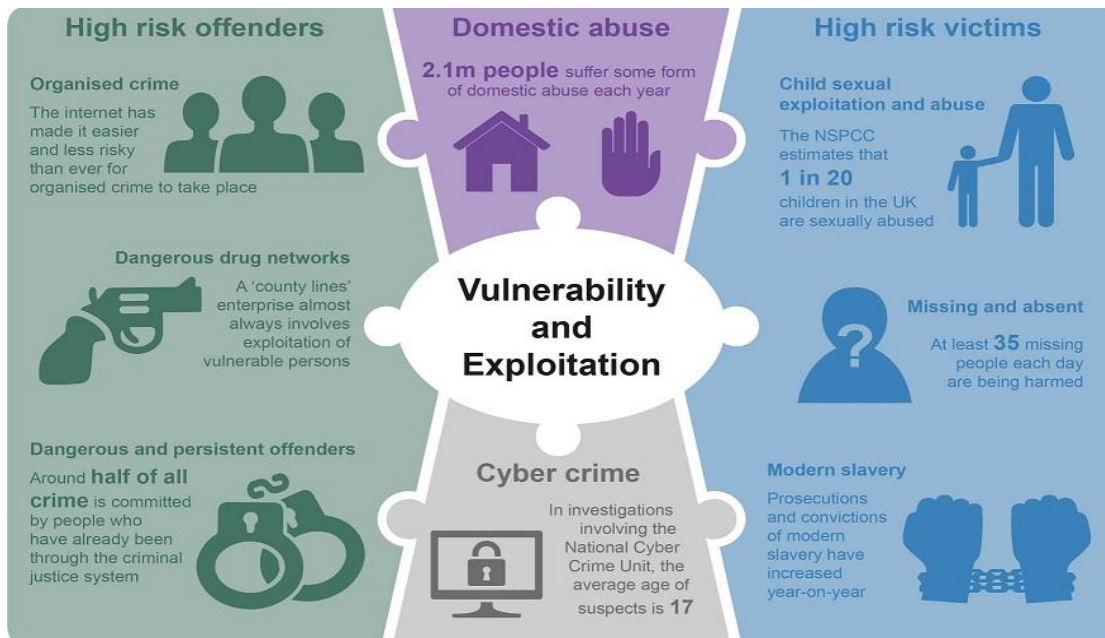 High risk offenders
Organised crime
The internet has
made it easier
and less risky
than ever for
organised crime to take place
Dangerous drug networks
A ‘county lines’
enterprise almost
always involves
exploitation of
vulnerable persons
Dangerous and persistent offenders
Around half of all
crime is committed
by people who
have already been
through the criminal
justice system
Domestic abuse
2.1m people suffer some form
of domestic abuse each year
Vulnerability
and
Exploitation
Cyber crime
In investigations
involving the
National Cyber
Crime Unit, the
average age of
suspects is 17
High risk victims
Child sexual
exploitation and abuse
The NSPCC
estimates that
1 in 20
children in the UK
are sexually abused
?
Missing and absent
At least 35 missing
people each day
are being harmed
Modern slavery
Prosecutions
and convictions
of modern
slavery have
increased
year-on-year